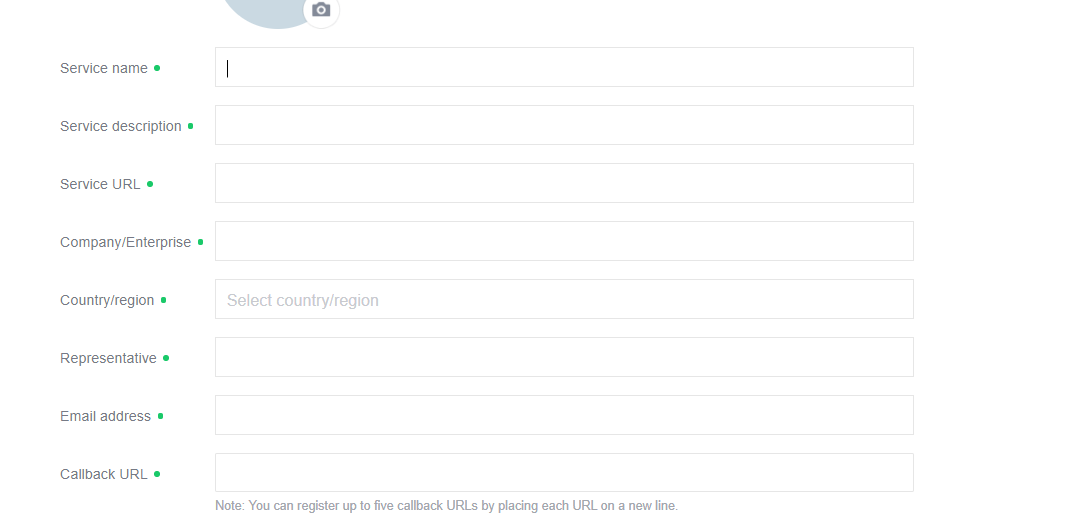 Service name
Service description
Service URL
Company/Enterprise
Country/region
Select country/region
Representative
Email address
Callback URL
Note: You can register up to five callback URLs by placing each URL on a new line.